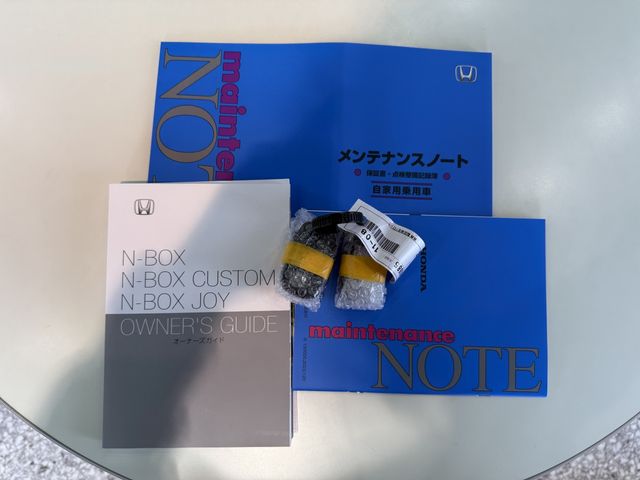 maintenance
NOTE
メンテナンスノート
保証書・点検整備記録簿
自家用乗用車
N-BOX
N-BOX CUSTOM
N-BOX JOY
OWNER'S GUIDE
オーナーズガイド
11-08
HONDA
maintenance
NOTE